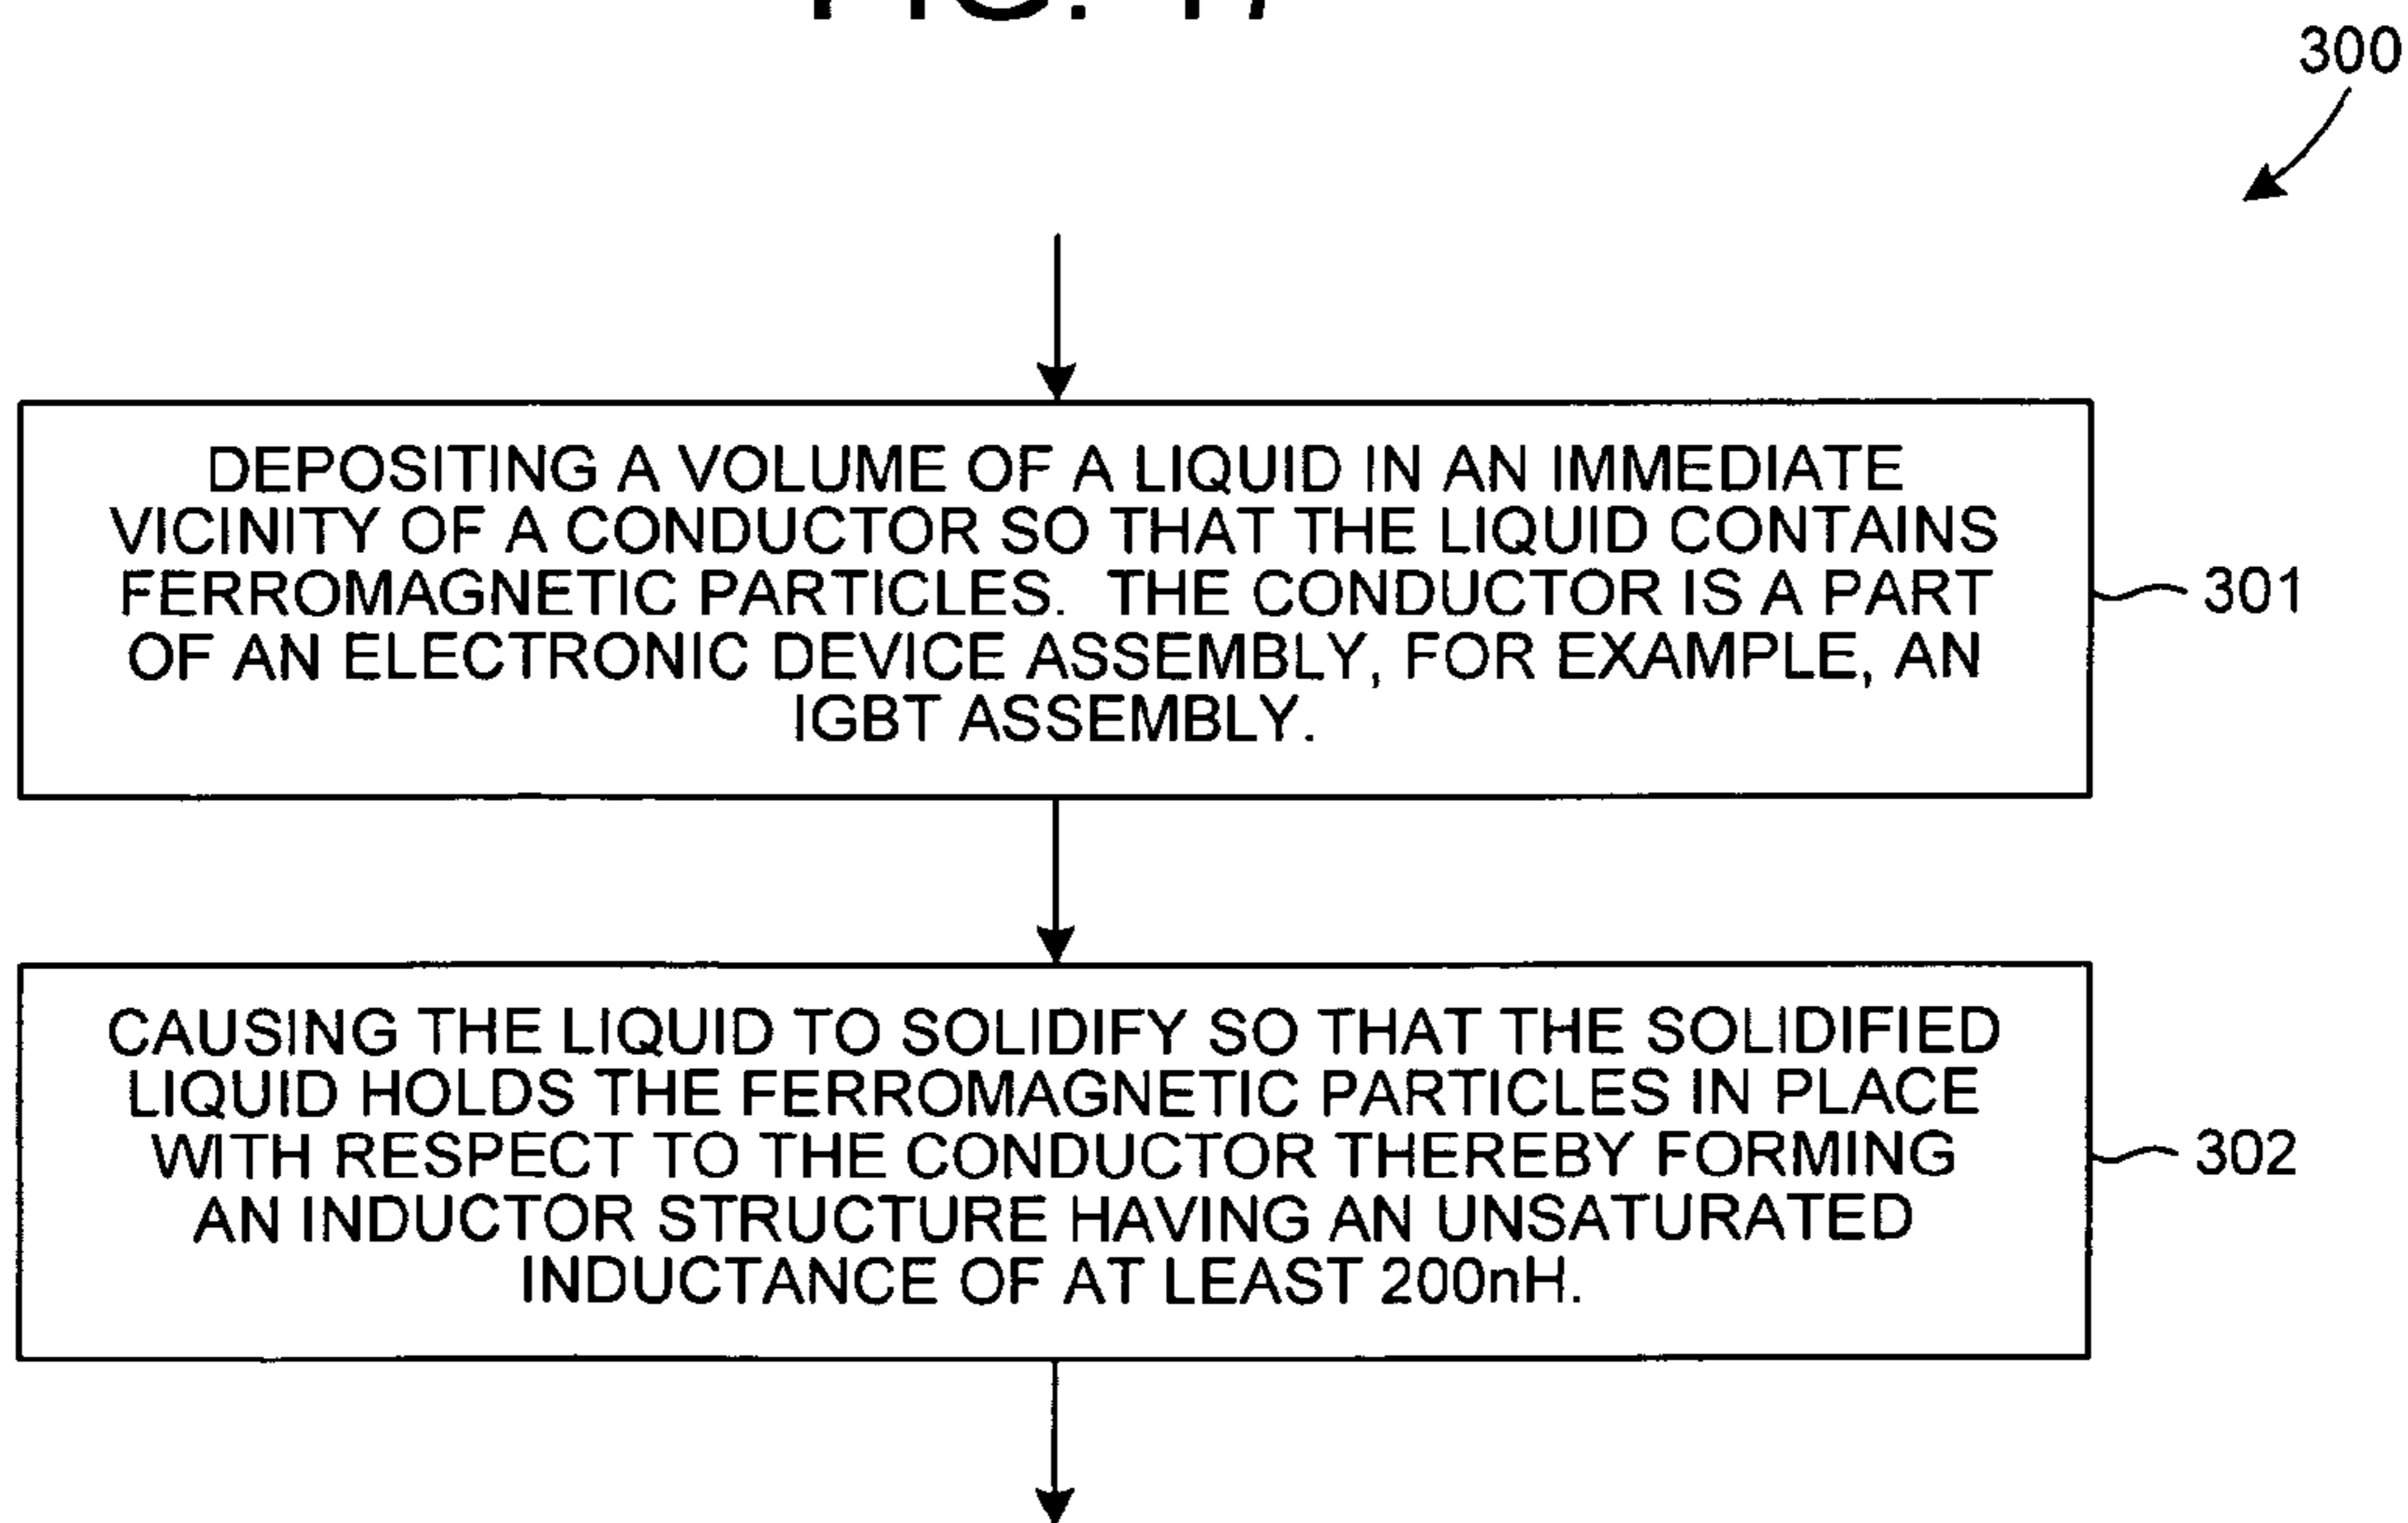 300
DEPOSITING A VOLUME OF A LIQUID IN AN IMMEDIATE
VICINITY OF A CONDUCTOR SO THAT THE LIQUID CONTAINS
FERROMAGNETIC PARTICLES. THE CONDUCTOR IS A PART
OF AN ELECTRONIC DEVICE ASSEMBLY, FOR EXAMPLE, AN
IGBT ASSEMBLY.
301
CAUSING THE LIQUID TO SOLIDIFY SO THAT THE SOLIDIFIED
LIQUID HOLDS THE FERROMAGNETIC PARTICLES IN PLACE
WITH RESPECT TO THE CONDUCTOR THEREBY FORMING
AN INDUCTOR STRUCTURE HAVING AN UNSATURATED
INDUCTANCE OF AT LEAST 200nH.
302